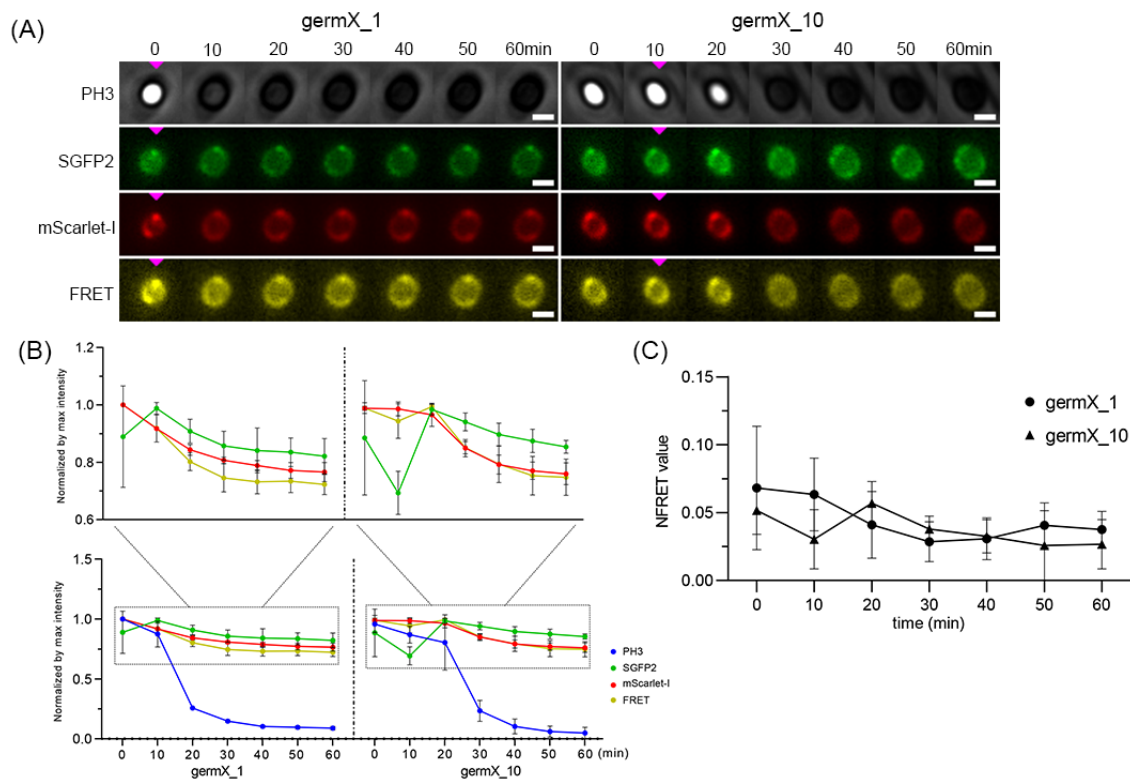 (A)
germX_1 germX_10
0 10 20 30 40 50 60min 0 10 20 30 40 50 60min
PH3
SGFP2
mScarlet-I
FRET
(B)
Normalized by max intensity
1.2
1.0
0.8
0.6
Normalized by max intensity
1.5
1.0
0.5
0.0
0 10 20 30 40 50 60 0 10 20 30 40 50 60 (min)
germX_1 germX_10
PH3
SGFP2
mScarlet-I
FRET
(C)
NFRET value
0.15
0.10
0.05
0.00
0 10 20 30 40 50 60
time (min)
germX_1
germX_10